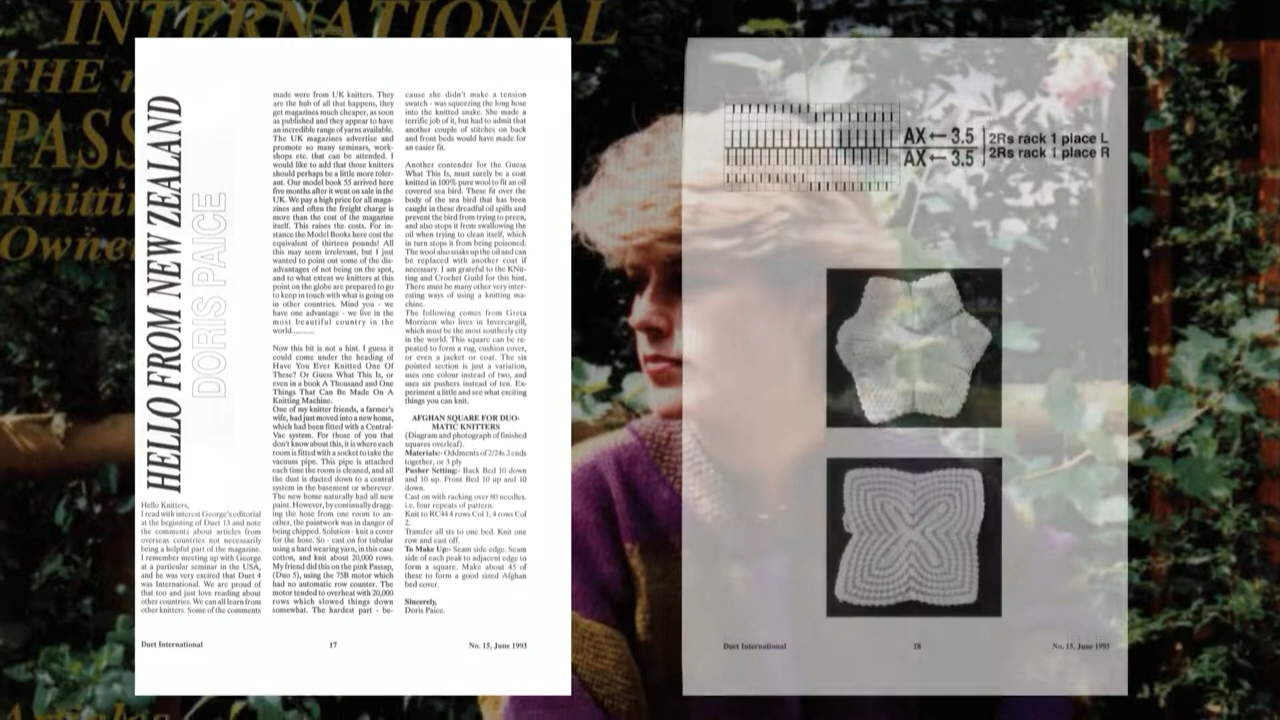 INTERNATIONAL
THE
PASS
Knitti
Owne
Articles
HELLO FROM NEW ZEALAND
DORIS PAICE
Hello Knitters,
I read with interest George's editorial
at the beginning of Duet 13 and note
the comments about articles from
overseas countries not necessarily
being a helpful part of the magazine.
I remember meeting up with George
at a particular seminar in the USA,
and he was very excited that Duet 4
was International. We are proud of
that too and just love reading about
other countries. We can all learn from
other knitters. Some of the comments
made were from UK knitters. They
are the hub of all that happens, they
get magazines much cheaper, as soon
as published and they appear to have
an incredible range of yarns available.
The UK magazines advertise and
promote so many seminars, work-
shops etc. that can be attended. I
would like to add that those knitters
should perhaps be a little more toler-
ant. Our model book 55 arrived here
five months after it went on sale in the
UK. We pay a high price for all maga-
zines and often the freight charge is
more than the cost of the magazine
itself. This raises the costs. For in-
stance the Model Books here cost the
equivalent of thirteen pounds! All
this may seem irrelevant, but I just
wanted to point out some of the dis-
advantages of not being on the spot,
and to what extent we knitters at this
point on the globe are prepared to go
to keep in touch with what is going on
in other countries. Mind you - we
have one advantage - we live in the
most beautiful country in the
world...........
Now this bit is not a hint. I guess it
could come under the heading of
Have You Ever Knitted One Of
These? Or Guess What This Is, or
even in a book A Thousand and One
Things That Can Be Made On A
Knitting Machine.
One of my knitter friends, a farmer's
wife, had just moved into a new home,
which had been fitted with a Central-
Vac system. For those of you that
don't know about this, it is where each
room is fitted with a socket to take the
vacuum pipe. This pipe is attached
each time the room is cleaned, and all
the dust is ducted down to a central
system in the basement or wherever.
The new home naturally had all new
paint. However, by continually dragg-
ing the hose from one room to an-
other, the paintwork was in danger of
being chipped. Solution - knit a cover
for the hose. So - cast on for tubular
using a hard wearing yarn, in this case
cotton, and knit about 20,000 rows.
My friend did this on the pink Passap,
(Duo 5), using the 75B motor which
had no automatic row counter. The
motor tended to overheat with 20,000
rows which slowed things down
somewhat. The hardest part - be-
cause she didn't make a tension
swatch - was squeezing the long hose
into the knitted snake. She made a
terrific job of it, but had to admit that
another couple of stitches on back
and front beds would have made for
an easier fit.
Another contender for the Guess
What This Is, must surely be a coat
knitted in 100% pure wool to fit an oil
covered sea bird. These fit over the
body of the sea bird that has been
caught in these dreadful oil spills and
prevent the bird from trying to preen,
and also stops it from swallowing the
oil when trying to clean itself, which
in turn stops it from being poisoned.
The wool also soaks up the oil and can
be replaced with another coat if
necessary. I am grateful to the KNit-
ting and Crochet Guild for this hint.
There must be many other very inter-
esting ways of using a knitting ma-
chine.
The following comes from Greta
Morrison who lives in Invercargill,
which must be the most southerly city
in the world. This square can be re-
peated to form a rug, cushion cover,
or even a jacket or coat. The six
pointed section is just a variation,
uses one colour instead of two, and
uses six pushers instead of ten. Ex-
periment a little and see what exciting
things you can knit.
AFGHAN SQUARE FOR DUO-
MATIC KNITTERS
(Diagram and photograph of finished
squares overleaf).
Materials:- Oddments of 2/24s 2 ends
together, or 3 ply
Pusher Setting:- Back Bed 10 down
and 10 up. Front Bed 10 up and 10
down.
Cast on with racking over 80 needles.
i.e. four repeats of pattern.
Knit to RC444 rows Col 1, 4 rows Col
2.
Transfer all sts to one bed. Knit one
row and cast off.
To Make Up:- Seam side edge. Seam
side of each peak to adjacent edge to
form a square. Make about 45 of
these to form a good sized Afghan
bed cover.
Sincerely,
Doris Paice.
Duet International 17 No. 15, June 1993
AX ← 3.5 2Rs rack 1 place L
AX ← 3.5 2Rs rack 1 place R
Duet International 18 No. 15, June 1993